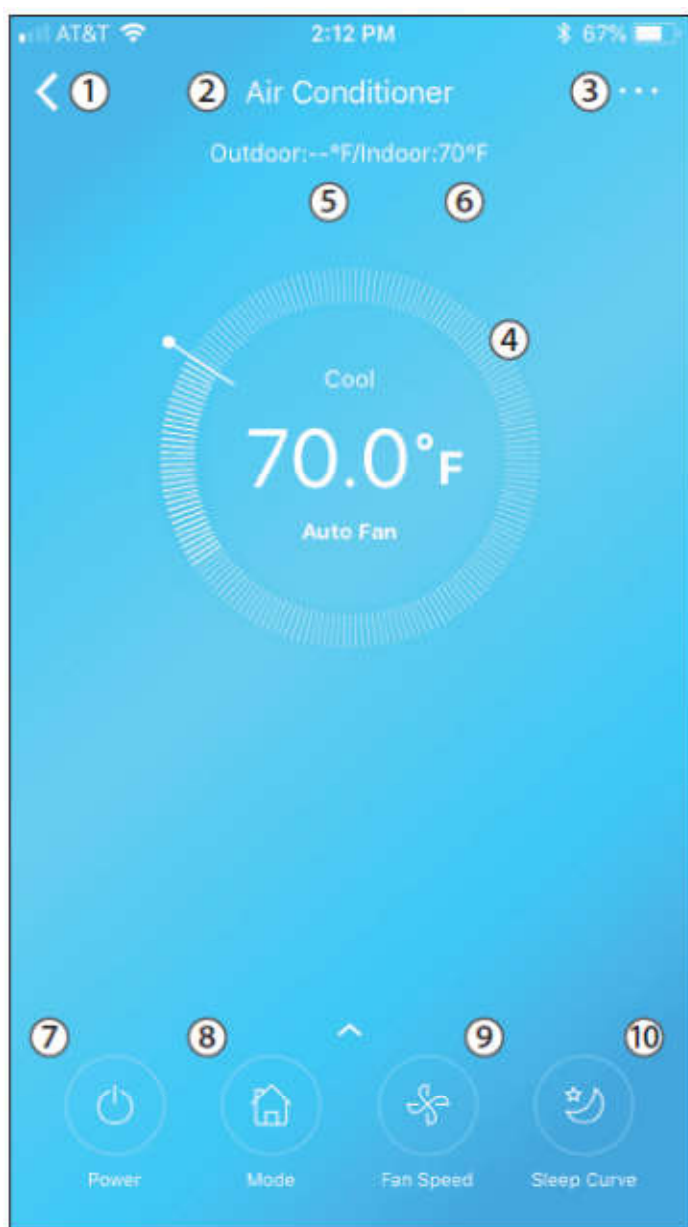 AT&T 2:12 PM 67%
1 2 Air Conditioner 3 ...
Outdoor:--°F/Indoor:70°F
5 6
4
Cool
70.0°F
Auto Fan
7 8 9 10
Power Mode Fan Speed Sleep Curve